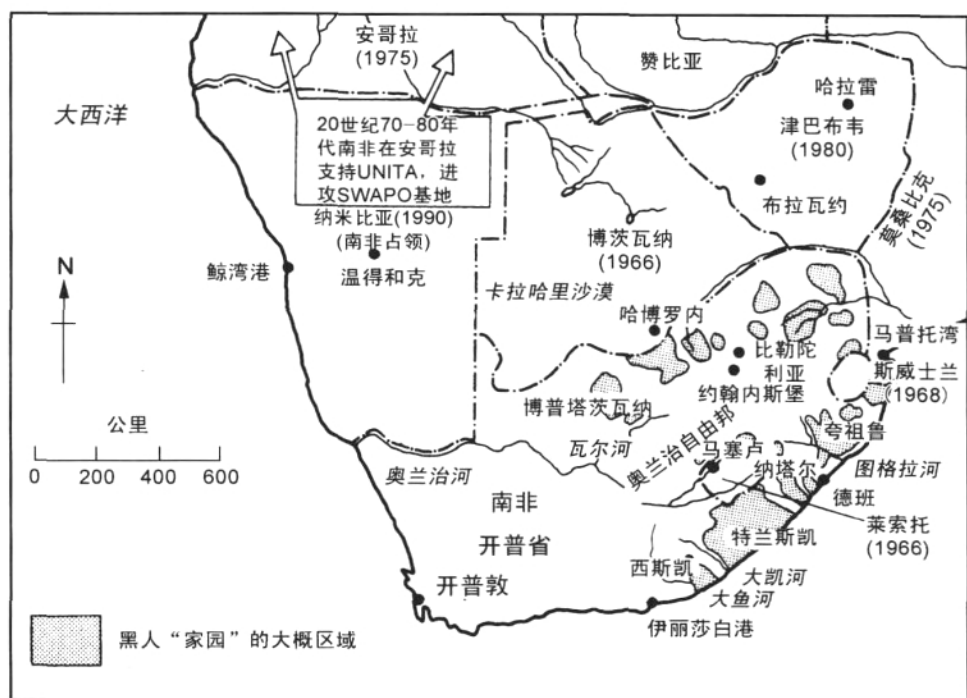 安哥拉
(1975)
赞比亚
大西洋
哈拉雷
津巴布韦
(1980)
20世纪70-80年
代南非在安哥拉
支持UNITA，进
攻SWAPO基地
纳米比亚(1990)
(南非占领)
布拉瓦约
莫桑比克
(1975)
博茨瓦纳
(1966)
N
鲸湾港
温得和克
卡拉哈里沙漠
哈博罗内
马普托湾
比勒陀
利亚
斯威士兰
(1968)
约翰内斯堡
博普塔茨瓦纳
公里
0 200 400 600
夸祖鲁
瓦尔河
奥兰治自由邦
马塞卢
纳塔尔
图格拉河
奥兰治河
德班
南非
莱索托
(1966)
特兰斯凯
开普省
西斯凯
大凯河
开普敦
大鱼河
伊丽莎白港
黑人“家园”的大概区域